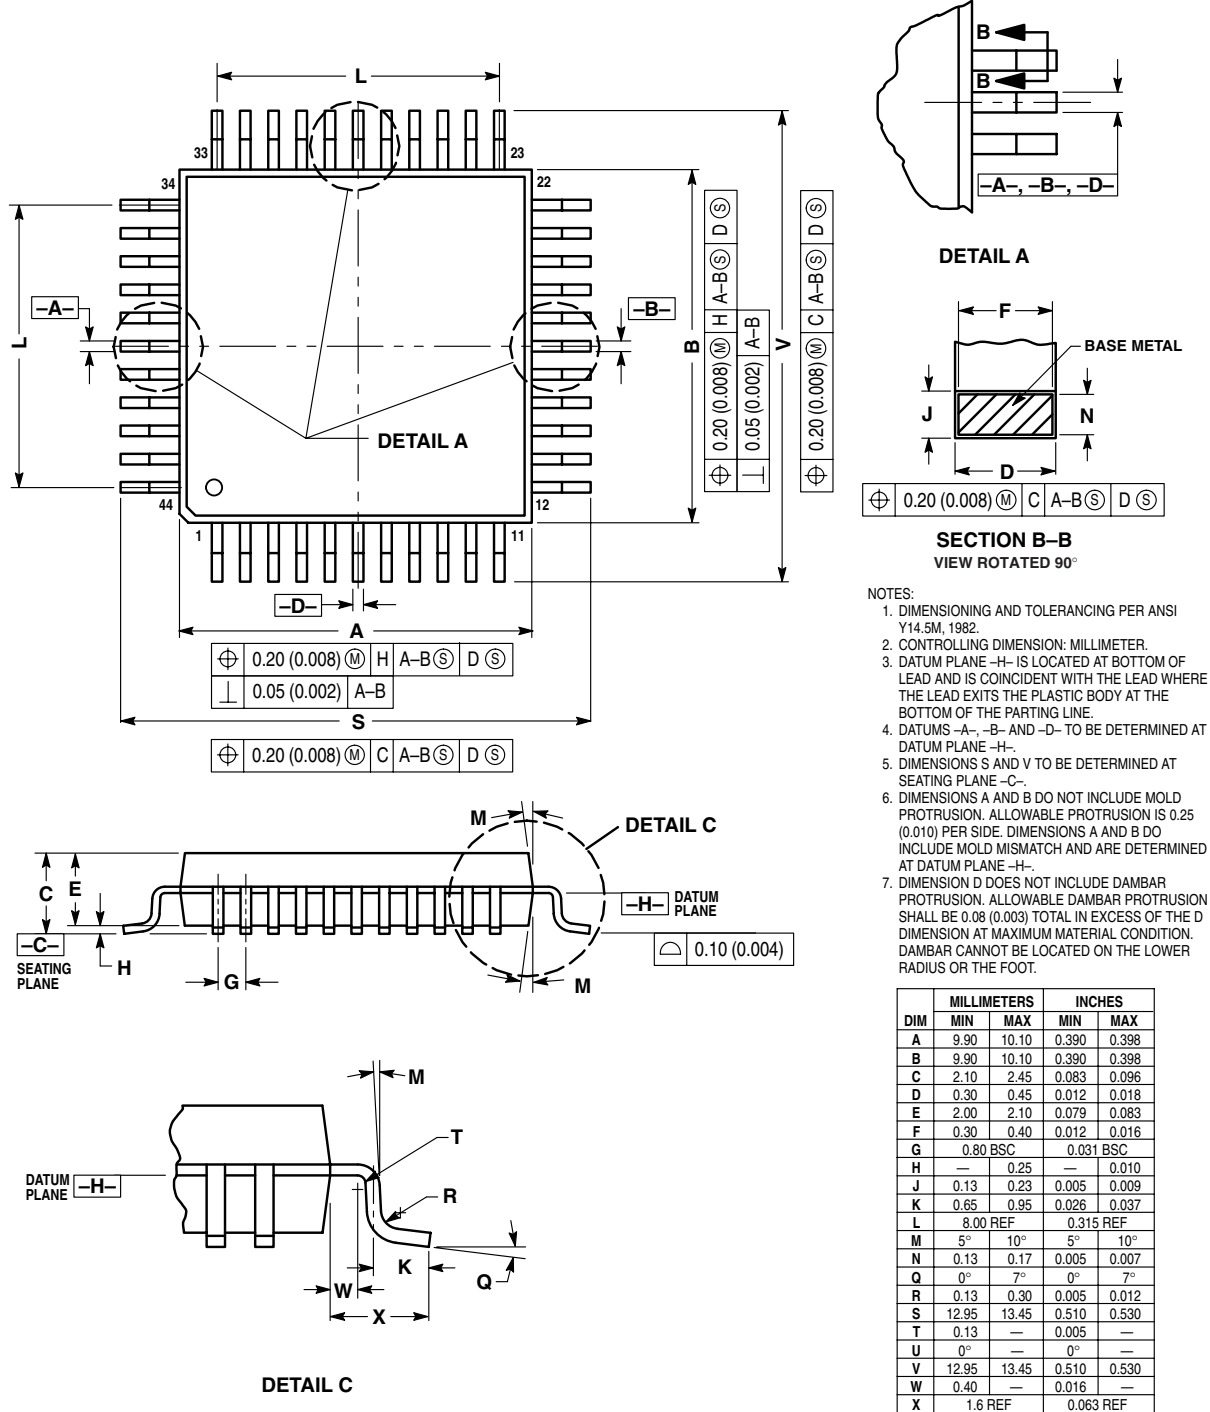 L
33
23
34
22
–A–
–B–
L
B
V
DETAIL A
44
12
1
11
–D–
A
⌖ 0.20 (0.008) Ⓜ H A–B Ⓢ D Ⓢ
⊥ 0.05 (0.002) A–B
S
⌖ 0.20 (0.008) Ⓜ C A–B Ⓢ D Ⓢ
⌖ 0.20 (0.008) Ⓜ H A–B Ⓢ D Ⓢ
⊥ 0.05 (0.002) A–B
⌖ 0.20 (0.008) Ⓜ C A–B Ⓢ D Ⓢ
B
B
–A–, –B–, –D–
DETAIL A
F
BASE METAL
J
N
D
⌖ 0.20 (0.008) Ⓜ C A–B Ⓢ D Ⓢ
SECTION B–B
VIEW ROTATED 90°
M
DETAIL C
C
E
–H– DATUM
PLANE
–C–
SEATING
PLANE
H
G
M
⌓ 0.10 (0.004)
M
T
R
DATUM
PLANE –H–
K
Q
W
X
DETAIL C
NOTES:
1. DIMENSIONING AND TOLERANCING PER ANSI
Y14.5M, 1982.
2. CONTROLLING DIMENSION: MILLIMETER.
3. DATUM PLANE –H– IS LOCATED AT BOTTOM OF
LEAD AND IS COINCIDENT WITH THE LEAD WHERE
THE LEAD EXITS THE PLASTIC BODY AT THE
BOTTOM OF THE PARTING LINE.
4. DATUMS –A–, –B– AND –D– TO BE DETERMINED AT
DATUM PLANE –H–.
5. DIMENSIONS S AND V TO BE DETERMINED AT
SEATING PLANE –C–.
6. DIMENSIONS A AND B DO NOT INCLUDE MOLD
PROTRUSION. ALLOWABLE PROTRUSION IS 0.25
(0.010) PER SIDE. DIMENSIONS A AND B DO
INCLUDE MOLD MISMATCH AND ARE DETERMINED
AT DATUM PLANE –H–.
7. DIMENSION D DOES NOT INCLUDE DAMBAR
PROTRUSION. ALLOWABLE DAMBAR PROTRUSION
SHALL BE 0.08 (0.003) TOTAL IN EXCESS OF THE D
DIMENSION AT MAXIMUM MATERIAL CONDITION.
DAMBAR CANNOT BE LOCATED ON THE LOWER
RADIUS OR THE FOOT.
MILLIMETERS INCHES
DIM MIN MAX MIN MAX
A 9.90 10.10 0.390 0.398
B 9.90 10.10 0.390 0.398
C 2.10 2.45 0.083 0.096
D 0.30 0.45 0.012 0.018
E 2.00 2.10 0.079 0.083
F 0.30 0.40 0.012 0.016
G 0.80 BSC 0.031 BSC
H — 0.25 — 0.010
J 0.13 0.23 0.005 0.009
K 0.65 0.95 0.026 0.037
L 8.00 REF 0.315 REF
M 5° 10° 5° 10°
N 0.13 0.17 0.005 0.007
Q 0° 7° 0° 7°
R 0.13 0.30 0.005 0.012
S 12.95 13.45 0.510 0.530
T 0.13 — 0.005 —
U 0° — 0° —
V 12.95 13.45 0.510 0.530
W 0.40 — 0.016 —
X 1.6 REF 0.063 REF